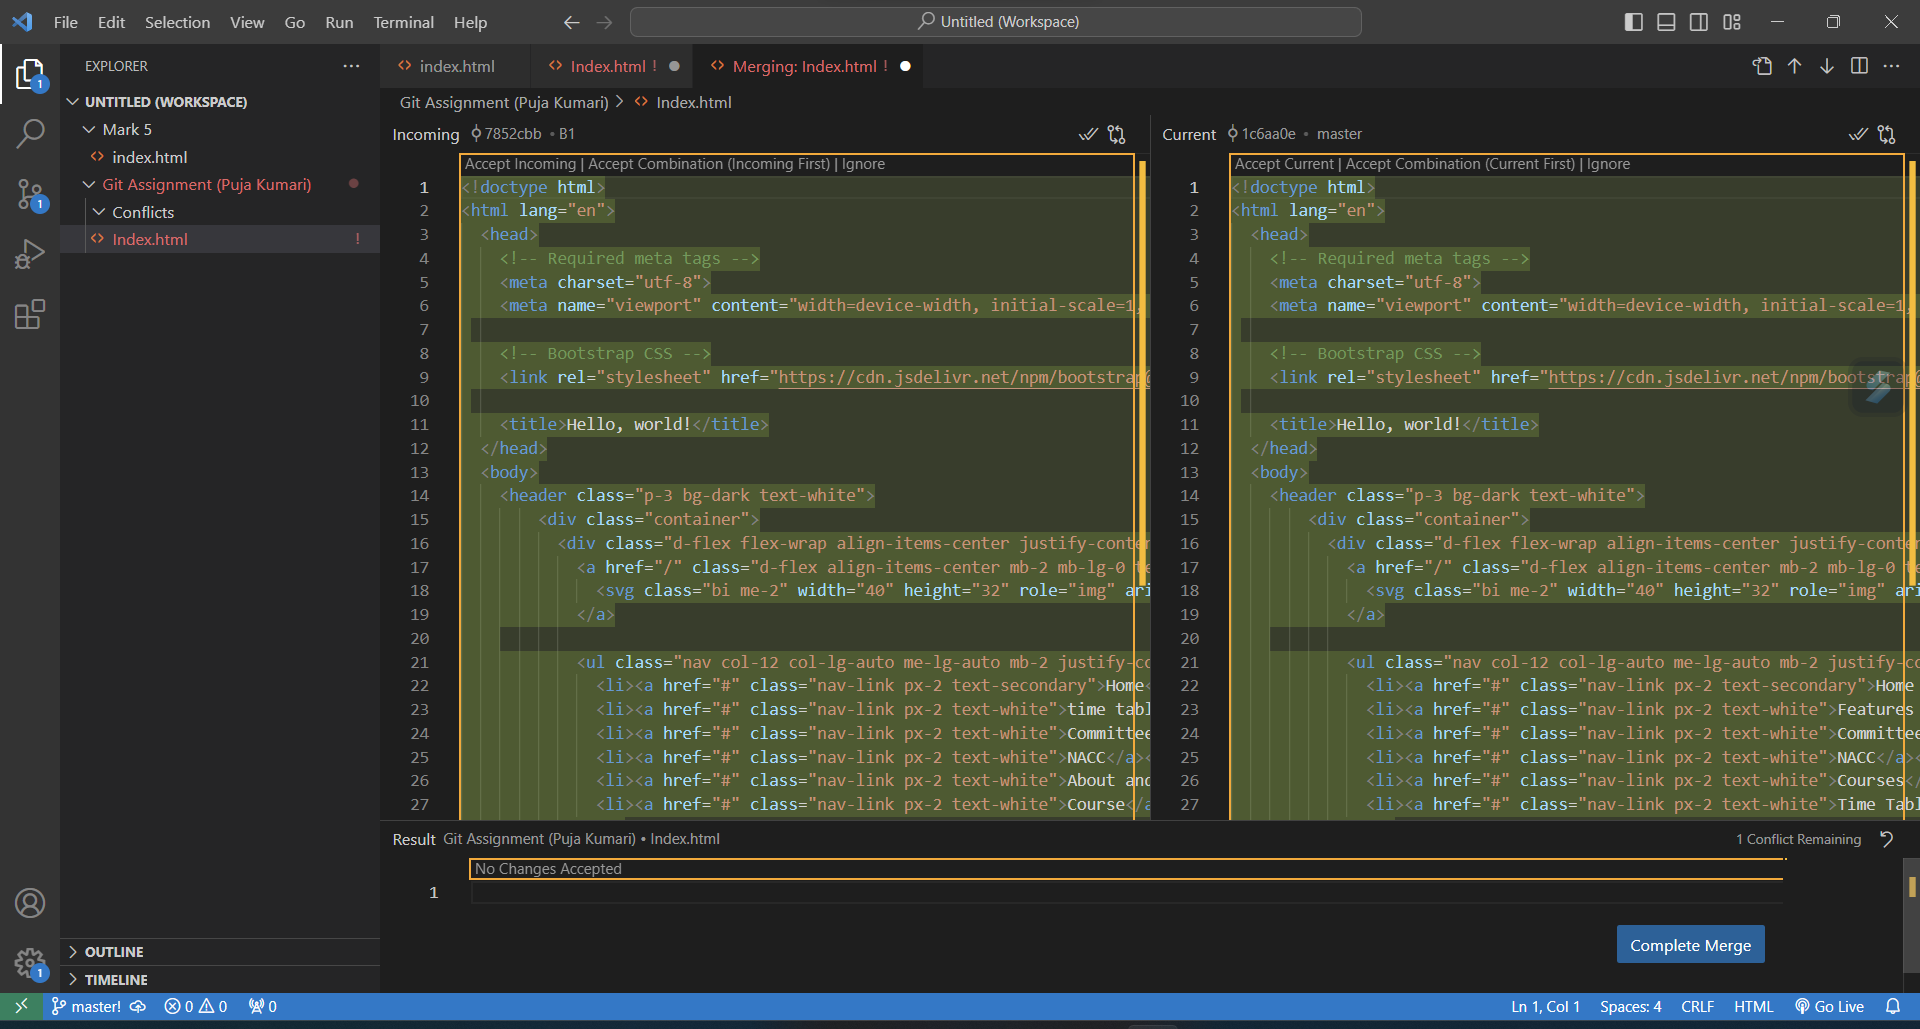 File Edit Selection View Go Run Terminal Help
Untitled (Workspace)
EXPLORER
UNTITLED (WORKSPACE)
Mark 5
index.html
Git Assignment (Puja Kumari)
Conflicts
Index.html !
OUTLINE
TIMELINE
1
1
1
index.html
Index.html !
Merging: Index.html !
Git Assignment (Puja Kumari) > Index.html
Incoming 7852cbb • B1
Accept Incoming | Accept Combination (Incoming First) | Ignore
1 <!doctype html>
2 <html lang="en">
3 <head>
4 <!-- Required meta tags -->
5 <meta charset="utf-8">
6 <meta name="viewport" content="width=device-width, initial-scale=1,
7
8 <!-- Bootstrap CSS -->
9 <link rel="stylesheet" href="https://cdn.jsdelivr.net/npm/bootstrap@
10
11 <title>Hello, world!</title>
12 </head>
13 <body>
14 <header class="p-3 bg-dark text-white">
15 <div class="container">
16 <div class="d-flex flex-wrap align-items-center justify-conte
17 <a href="/" class="d-flex align-items-center mb-2 mb-lg-0 te
18 <svg class="bi me-2" width="40" height="32" role="img" ari
19 </a>
20
21 <ul class="nav col-12 col-lg-auto me-lg-auto mb-2 justify-co
22 <li><a href="#" class="nav-link px-2 text-secondary">Home<
23 <li><a href="#" class="nav-link px-2 text-white">time tabl
24 <li><a href="#" class="nav-link px-2 text-white">Committee
25 <li><a href="#" class="nav-link px-2 text-white">NACC</a><
26 <li><a href="#" class="nav-link px-2 text-white">About and
27 <li><a href="#" class="nav-link px-2 text-white">Course</a
Current 1c6aa0e • master
Accept Current | Accept Combination (Current First) | Ignore
1 <!doctype html>
2 <html lang="en">
3 <head>
4 <!-- Required meta tags -->
5 <meta charset="utf-8">
6 <meta name="viewport" content="width=device-width, initial-scale=1,
7
8 <!-- Bootstrap CSS -->
9 <link rel="stylesheet" href="https://cdn.jsdelivr.net/npm/bootstrap@
10
11 <title>Hello, world!</title>
12 </head>
13 <body>
14 <header class="p-3 bg-dark text-white">
15 <div class="container">
16 <div class="d-flex flex-wrap align-items-center justify-conte
17 <a href="/" class="d-flex align-items-center mb-2 mb-lg-0 te
18 <svg class="bi me-2" width="40" height="32" role="img" ari
19 </a>
20
21 <ul class="nav col-12 col-lg-auto me-lg-auto mb-2 justify-co
22 <li><a href="#" class="nav-link px-2 text-secondary">Home
23 <li><a href="#" class="nav-link px-2 text-white">Features
24 <li><a href="#" class="nav-link px-2 text-white">Committee
25 <li><a href="#" class="nav-link px-2 text-white">NACC</a><
26 <li><a href="#" class="nav-link px-2 text-white">Courses</
27 <li><a href="#" class="nav-link px-2 text-white">Time Tabl
Result Git Assignment (Puja Kumari) • Index.html
1 Conflict Remaining
No Changes Accepted
1
Complete Merge
master! 0 0 0
Ln 1, Col 1 Spaces: 4 CRLF HTML Go Live